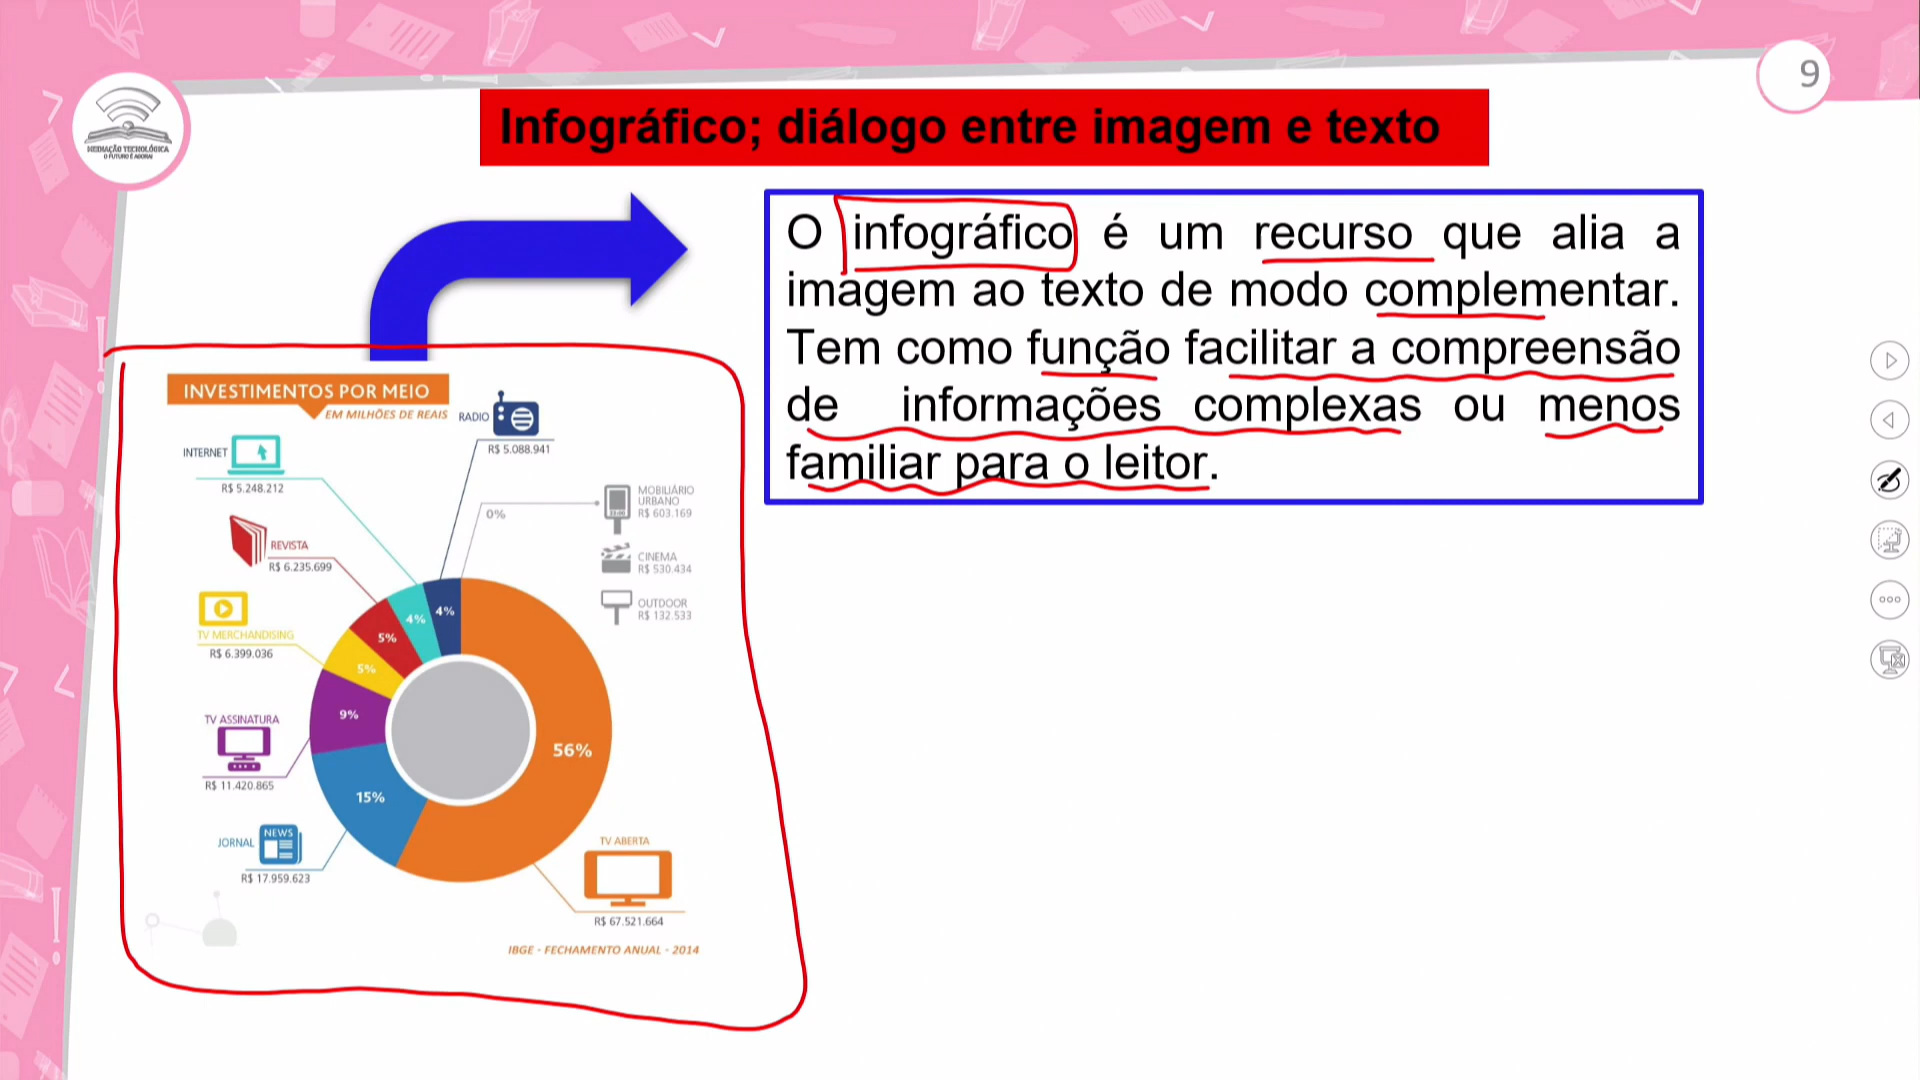 9
MEDIAÇÃO TECNOLÓGICA
O FUTURO É AGORA!
Infográfico; diálogo entre imagem e texto
O infográfico é um recurso que alia a
imagem ao texto de modo complementar.
Tem como função facilitar a compreensão
de informações complexas ou menos
familiar para o leitor.
INVESTIMENTOS POR MEIO
EM MILHÕES DE REAIS
RADIO
R$ 5.088.941
INTERNET
R$ 5.248.212
MOBILIÁRIO
URBANO
R$ 603.169
0%
REVISTA
R$ 6.235.699
CINEMA
R$ 530.434
OUTDOOR
R$ 132.533
TV MERCHANDISING
R$ 6.399.036
4%
4%
5%
5%
9%
15%
56%
TV ASSINATURA
R$ 11.420.865
JORNAL
NEWS
R$ 17.959.623
TV ABERTA
R$ 67.521.664
IBGE - FECHAMENTO ANUAL - 2014